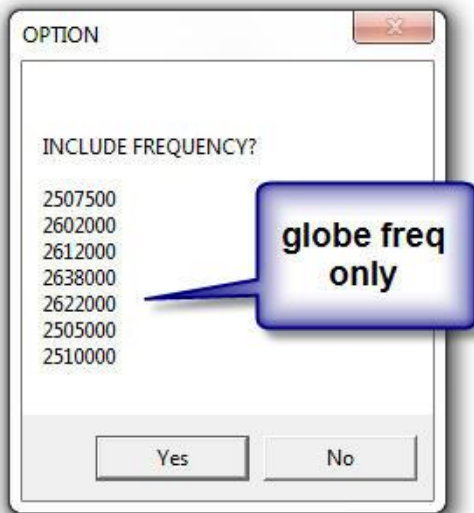 OPTION
INCLUDE FREQUENCY?
2507500
2602000
2612000
2638000
2622000
2505000
2510000
globe freq
only
Yes
No